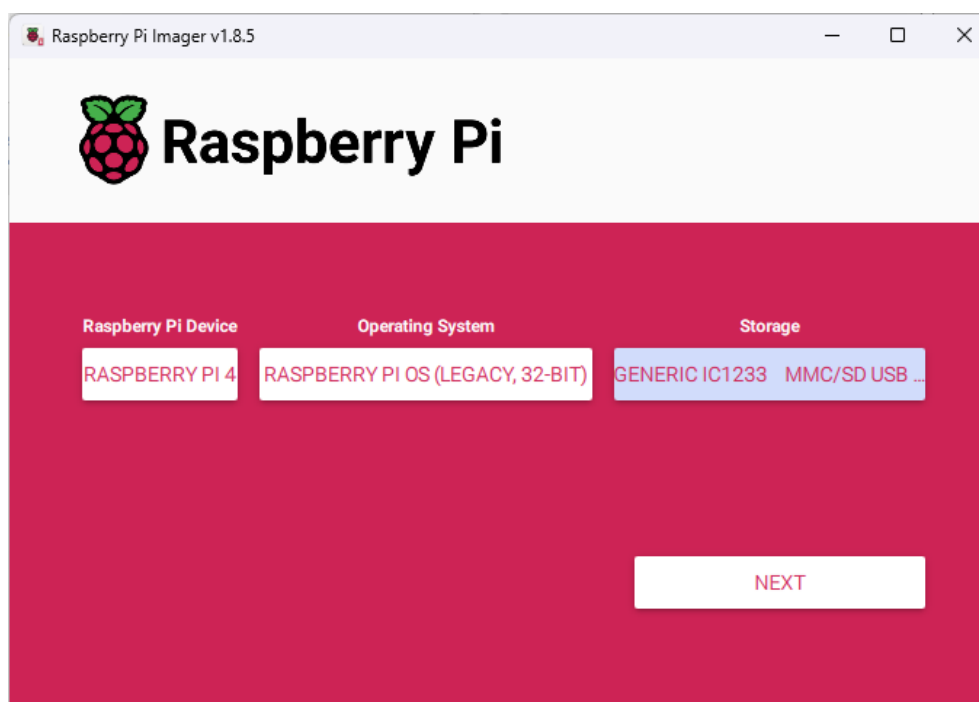 Raspberry Pi Imager v1.8.5
Raspberry Pi
Raspberry Pi Device
Operating System
Storage
RASPBERRY PI 4
RASPBERRY PI OS (LEGACY, 32-BIT)
GENERIC IC1233   MMC/SD USB ...
NEXT